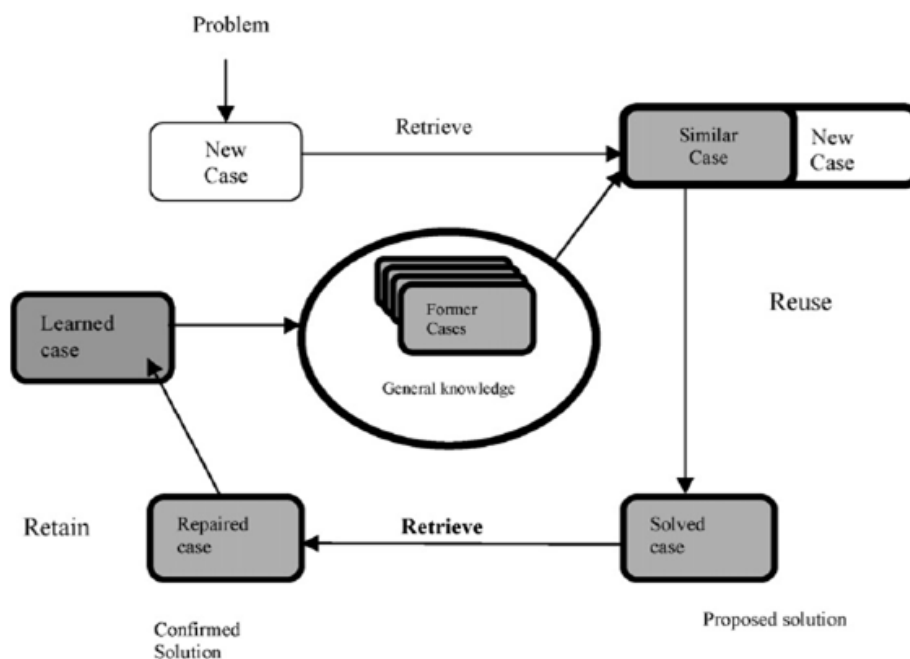 Problem
Retrieve
New
Case
Similar
Case
New
Case
Former
Cases
General knowledge
Learned
case
Reuse
Retain
Repaired
case
Retrieve
Solved
case
Confirmed
Solution
Proposed solution